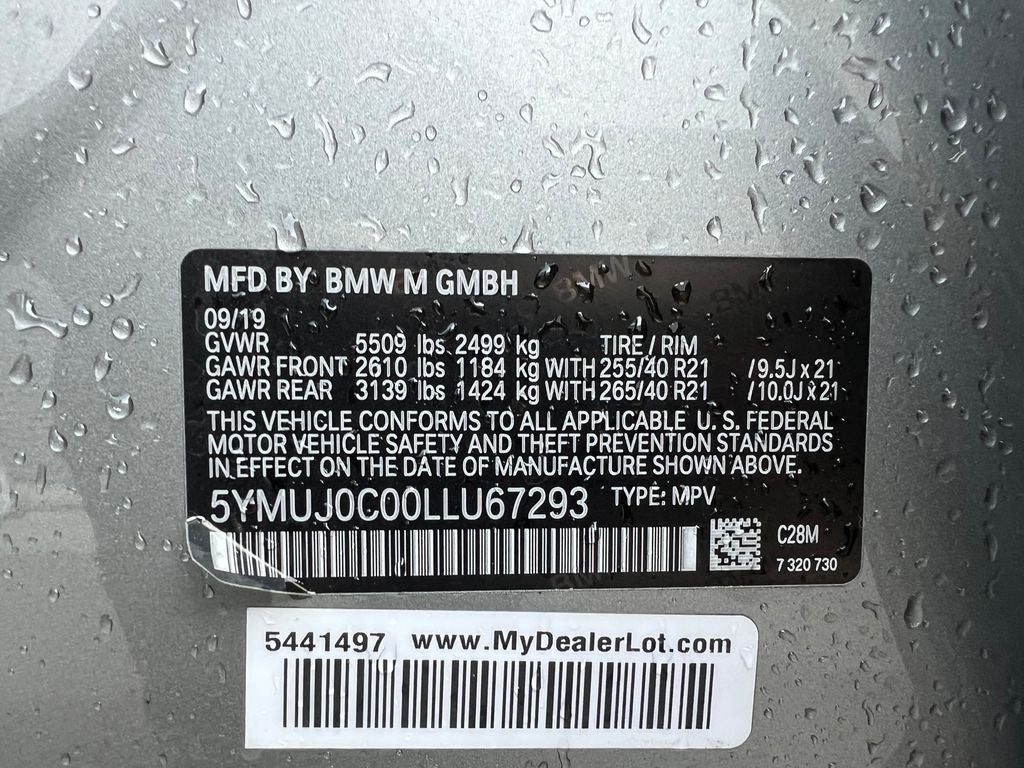 MFD BY BMW M GMBH
09/19
GVWR 5509 lbs 2499 kg TIRE / RIM
GAWR FRONT 2610 lbs 1184 kg WITH 255/40 R21 / 9.5J x 21
GAWR REAR 3139 lbs 1424 kg WITH 265/40 R21 / 10.0J x 21
THIS VEHICLE CONFORMS TO ALL APPLICABLE U. S. FEDERAL
MOTOR VEHICLE SAFETY AND THEFT PREVENTION STANDARDS
IN EFFECT ON THE DATE OF MANUFACTURE SHOWN ABOVE.
5YMUJ0C00LLU67293 TYPE: MPV
C28M
7 320 730
5441497 www.MyDealerLot.com